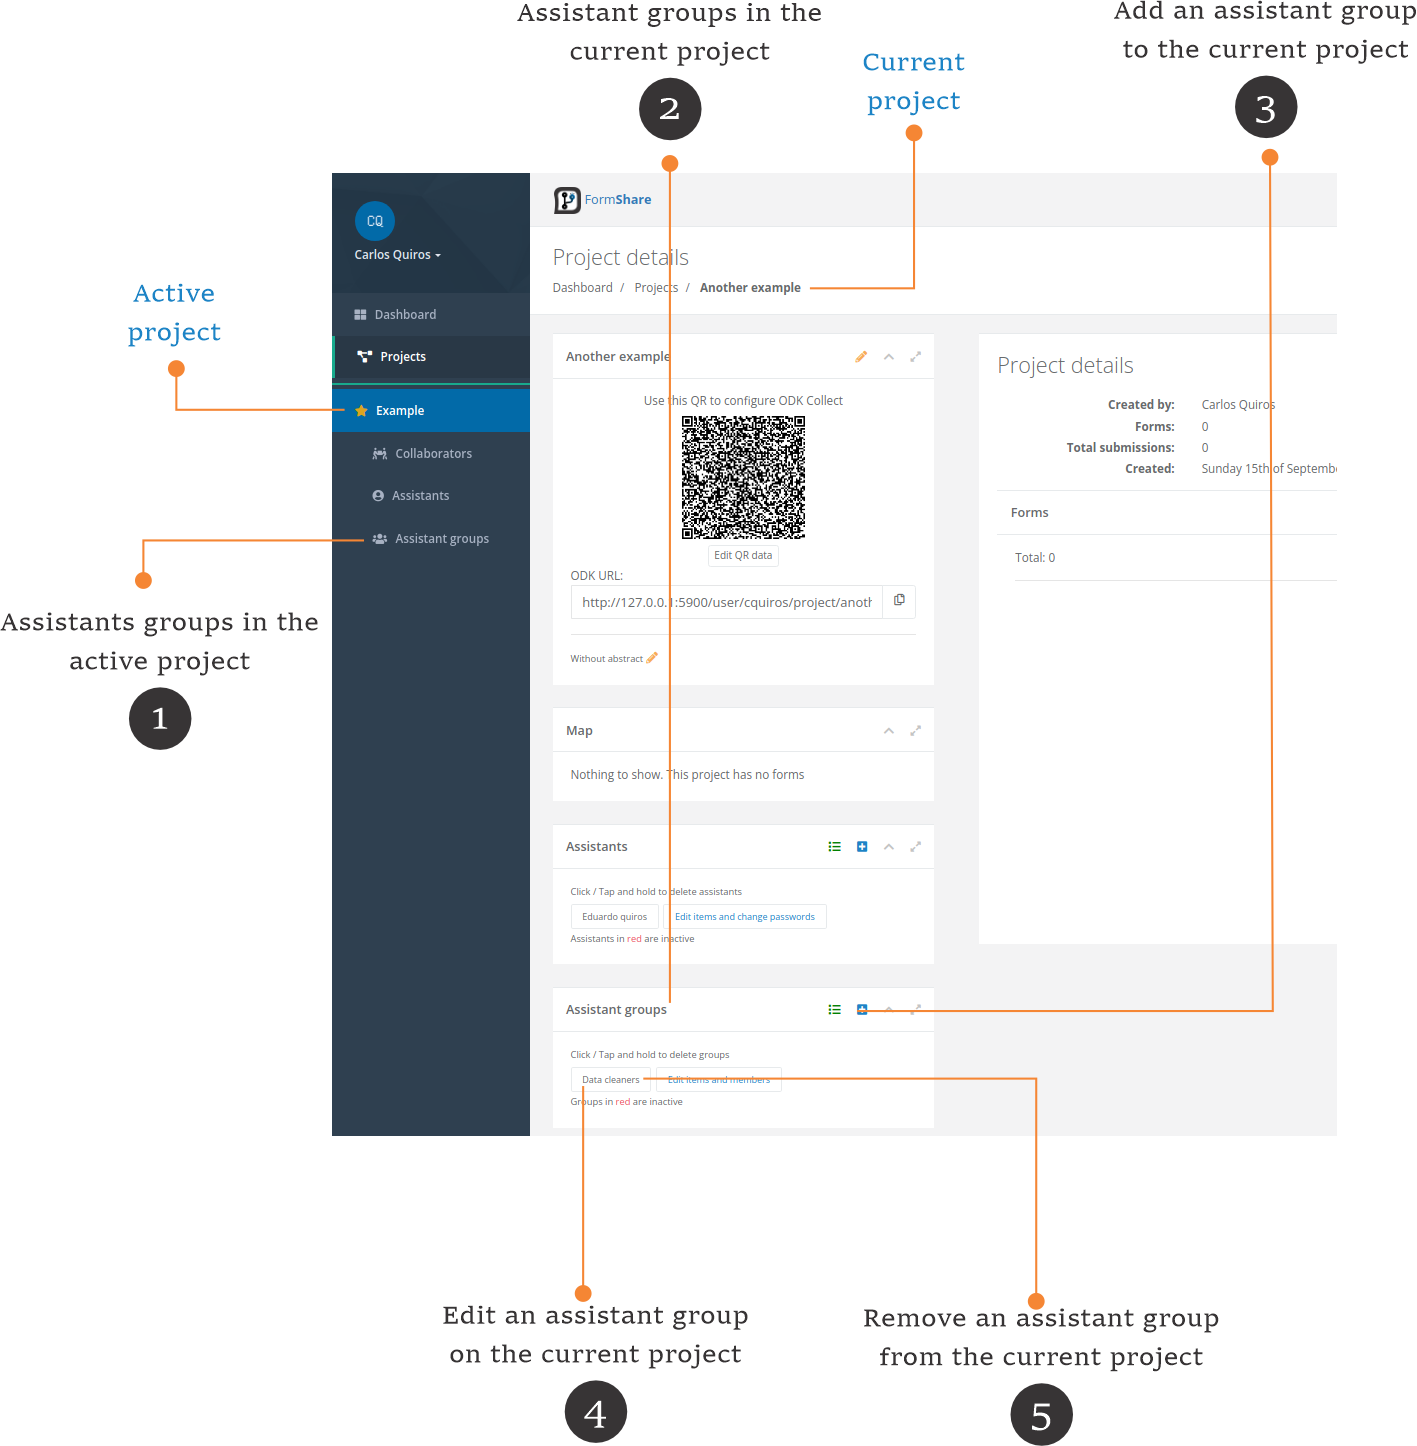 Assistant groups in the
current project
2
Current
project
Add an assistant group
to the current project
3
CQ
Carlos Quiros
FormShare
Project details
Dashboard / Projects / Another example
Active
project
Dashboard
Projects
Example
Collaborators
Assistants
Assistant groups
Assistants groups in the
active project
1
Another example
Use this QR to configure ODK Collect
Edit QR data
ODK URL:
http://127.0.0.1:5900/user/cquiros/project/anoth
Without abstract
Map
Nothing to show. This project has no forms
Assistants
Click / Tap and hold to delete assistants
Eduardo quiros
Edit items and change passwords
Assistants in red are inactive
Assistant groups
Click / Tap and hold to delete groups
Data cleaners
Edit items and members
Groups in red are inactive
Project details
Created by: Carlos Quiros
Forms: 0
Total submissions: 0
Created: Sunday 15th of Septembe
Forms
Total: 0
Edit an assistant group
on the current project
4
Remove an assistant group
from the current project
5